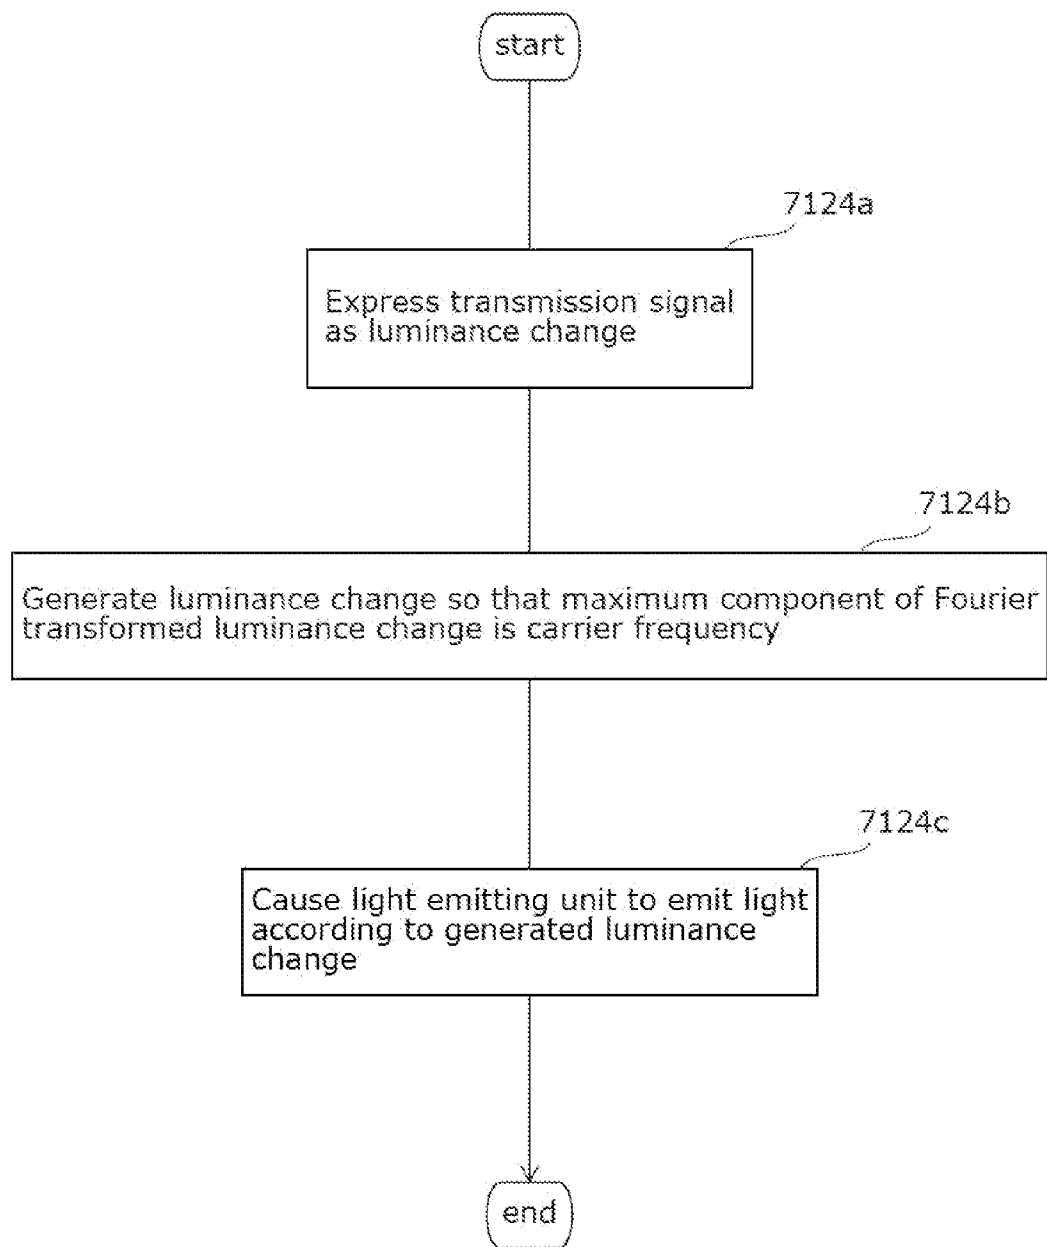 start
7124a
Express transmission signal
as luminance change
7124b
Generate luminance change so that maximum component of Fourier
transformed luminance change is carrier frequency
7124c
Cause light emitting unit to emit light
according to generated luminance
change
end